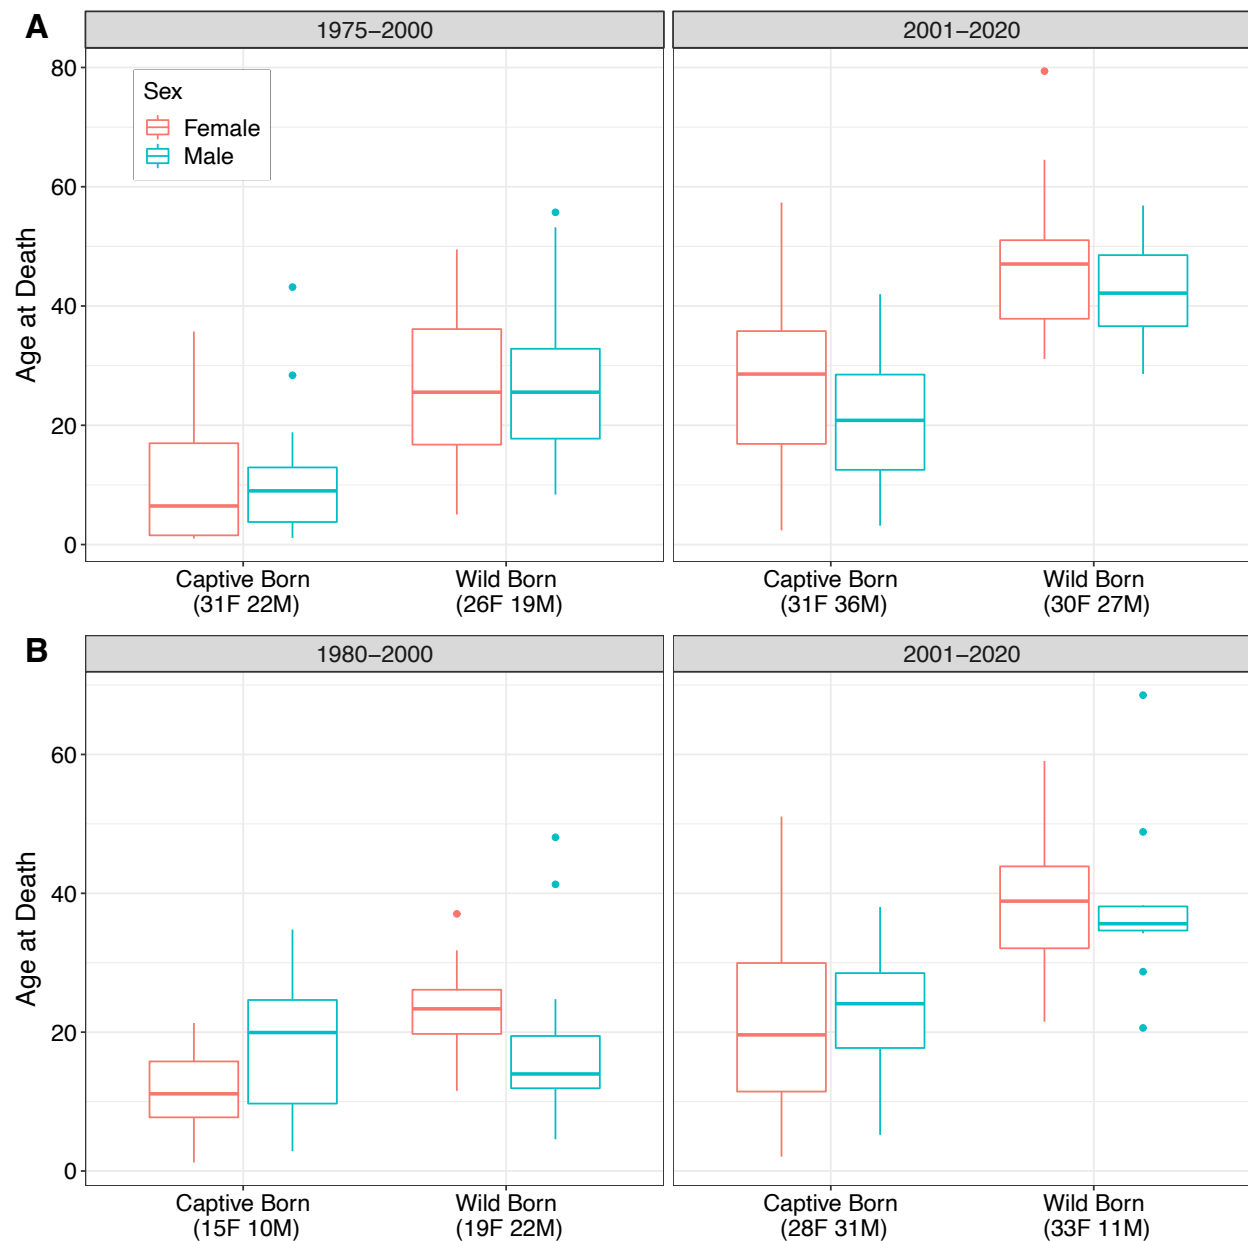 A
1975–2000
2001–2020
Age at Death
80
60
40
20
0
Sex
Female
Male
Captive Born
(31F 22M)
Wild Born
(26F 19M)
Captive Born
(31F 36M)
Wild Born
(30F 27M)
B
1980–2000
2001–2020
Age at Death
60
40
20
0
Captive Born
(15F 10M)
Wild Born
(19F 22M)
Captive Born
(28F 31M)
Wild Born
(33F 11M)